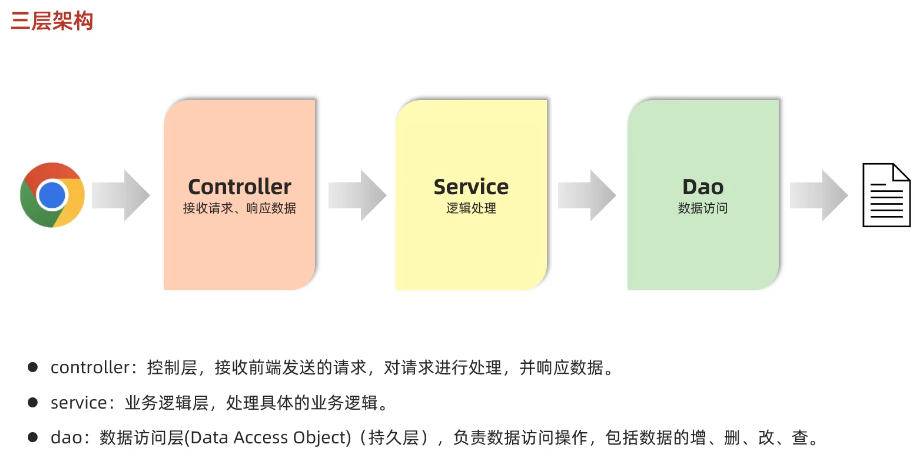 三层架构
Controller
接收请求、响应数据
Service
逻辑处理
Dao
数据访问
controller：控制层，接收前端发送的请求，对请求进行处理，并响应数据。
service：业务逻辑层，处理具体的业务逻辑。
dao：数据访问层(Data Access Object)（持久层），负责数据访问操作，包括数据的增、删、改、查。